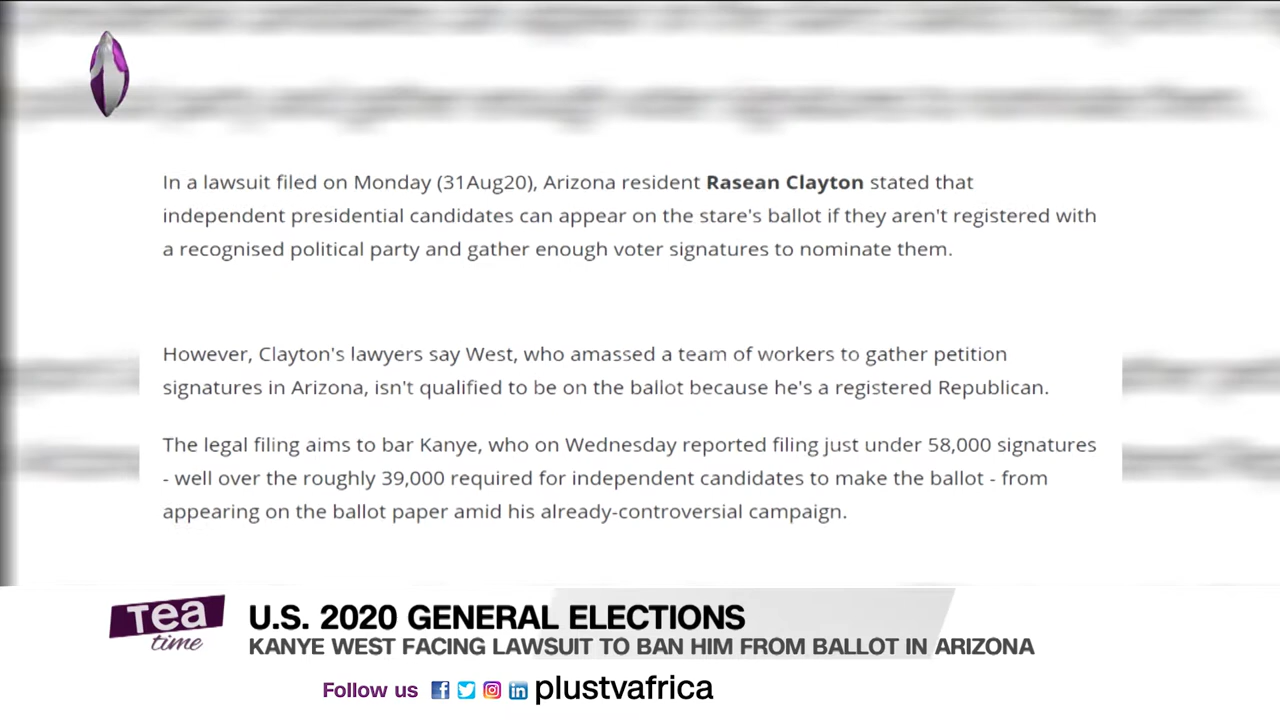 In a lawsuit filed on Monday (31Aug20), Arizona resident Rasean Clayton stated that
independent presidential candidates can appear on the stare's ballot if they aren't registered with
a recognised political party and gather enough voter signatures to nominate them.
However, Clayton's lawyers say West, who amassed a team of workers to gather petition
signatures in Arizona, isn't qualified to be on the ballot because he's a registered Republican.
The legal filing aims to bar Kanye, who on Wednesday reported filing just under 58,000 signatures
- well over the roughly 39,000 required for independent candidates to make the ballot - from
appearing on the ballot paper amid his already-controversial campaign.
Tea
time
U.S. 2020 GENERAL ELECTIONS
KANYE WEST FACING LAWSUIT TO BAN HIM FROM BALLOT IN ARIZONA
Follow us plustvafrica